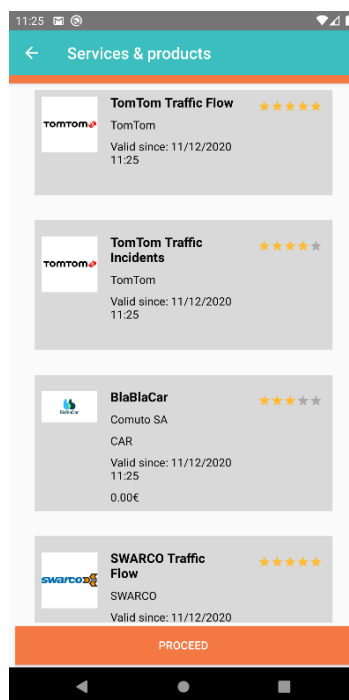 11:25
Services & products
TomTom Traffic Flow
TOMTOM
TomTom
Valid since: 11/12/2020
11:25
TomTom Traffic
Incidents
TOMTOM
TomTom
Valid since: 11/12/2020
11:25
BlaBlaCar
BlaBlaCar
Comuto SA
CAR
Valid since: 11/12/2020
11:25
0.00€
SWARCO Traffic
Flow
swarco
SWARCO
Valid since: 11/12/2020
PROCEED